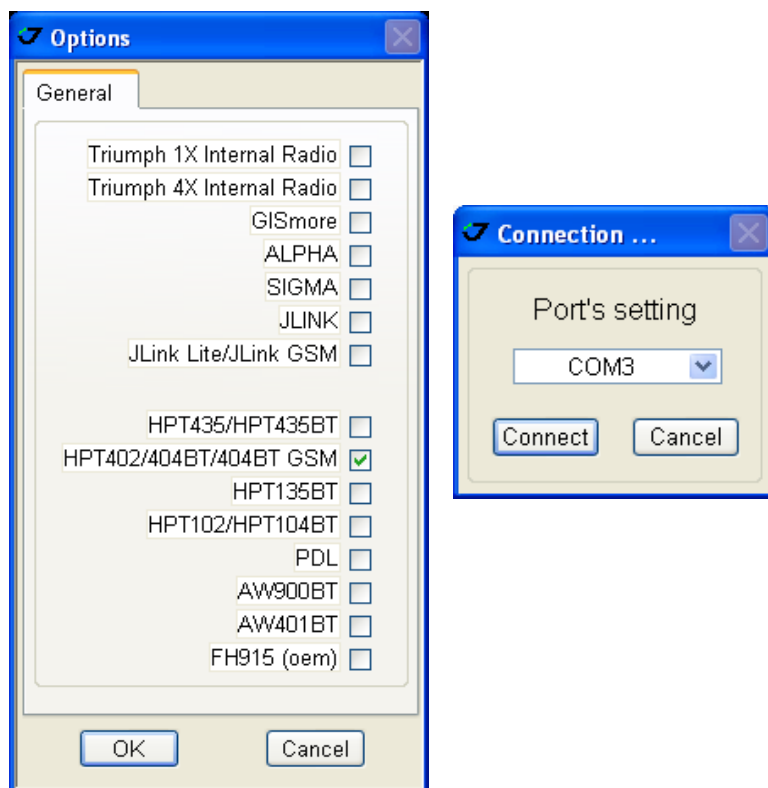 Options
General
Triumph 1X Internal Radio
Triumph 4X Internal Radio
GISmore
ALPHA
SIGMA
JLINK
JLink Lite/JLink GSM
HPT435/HPT435BT
HPT402/404BT/404BT GSM
HPT135BT
HPT102/HPT104BT
PDL
AW900BT
AW401BT
FH915 (oem)
OK Cancel
Connection ...
Port's setting
COM3
Connect Cancel